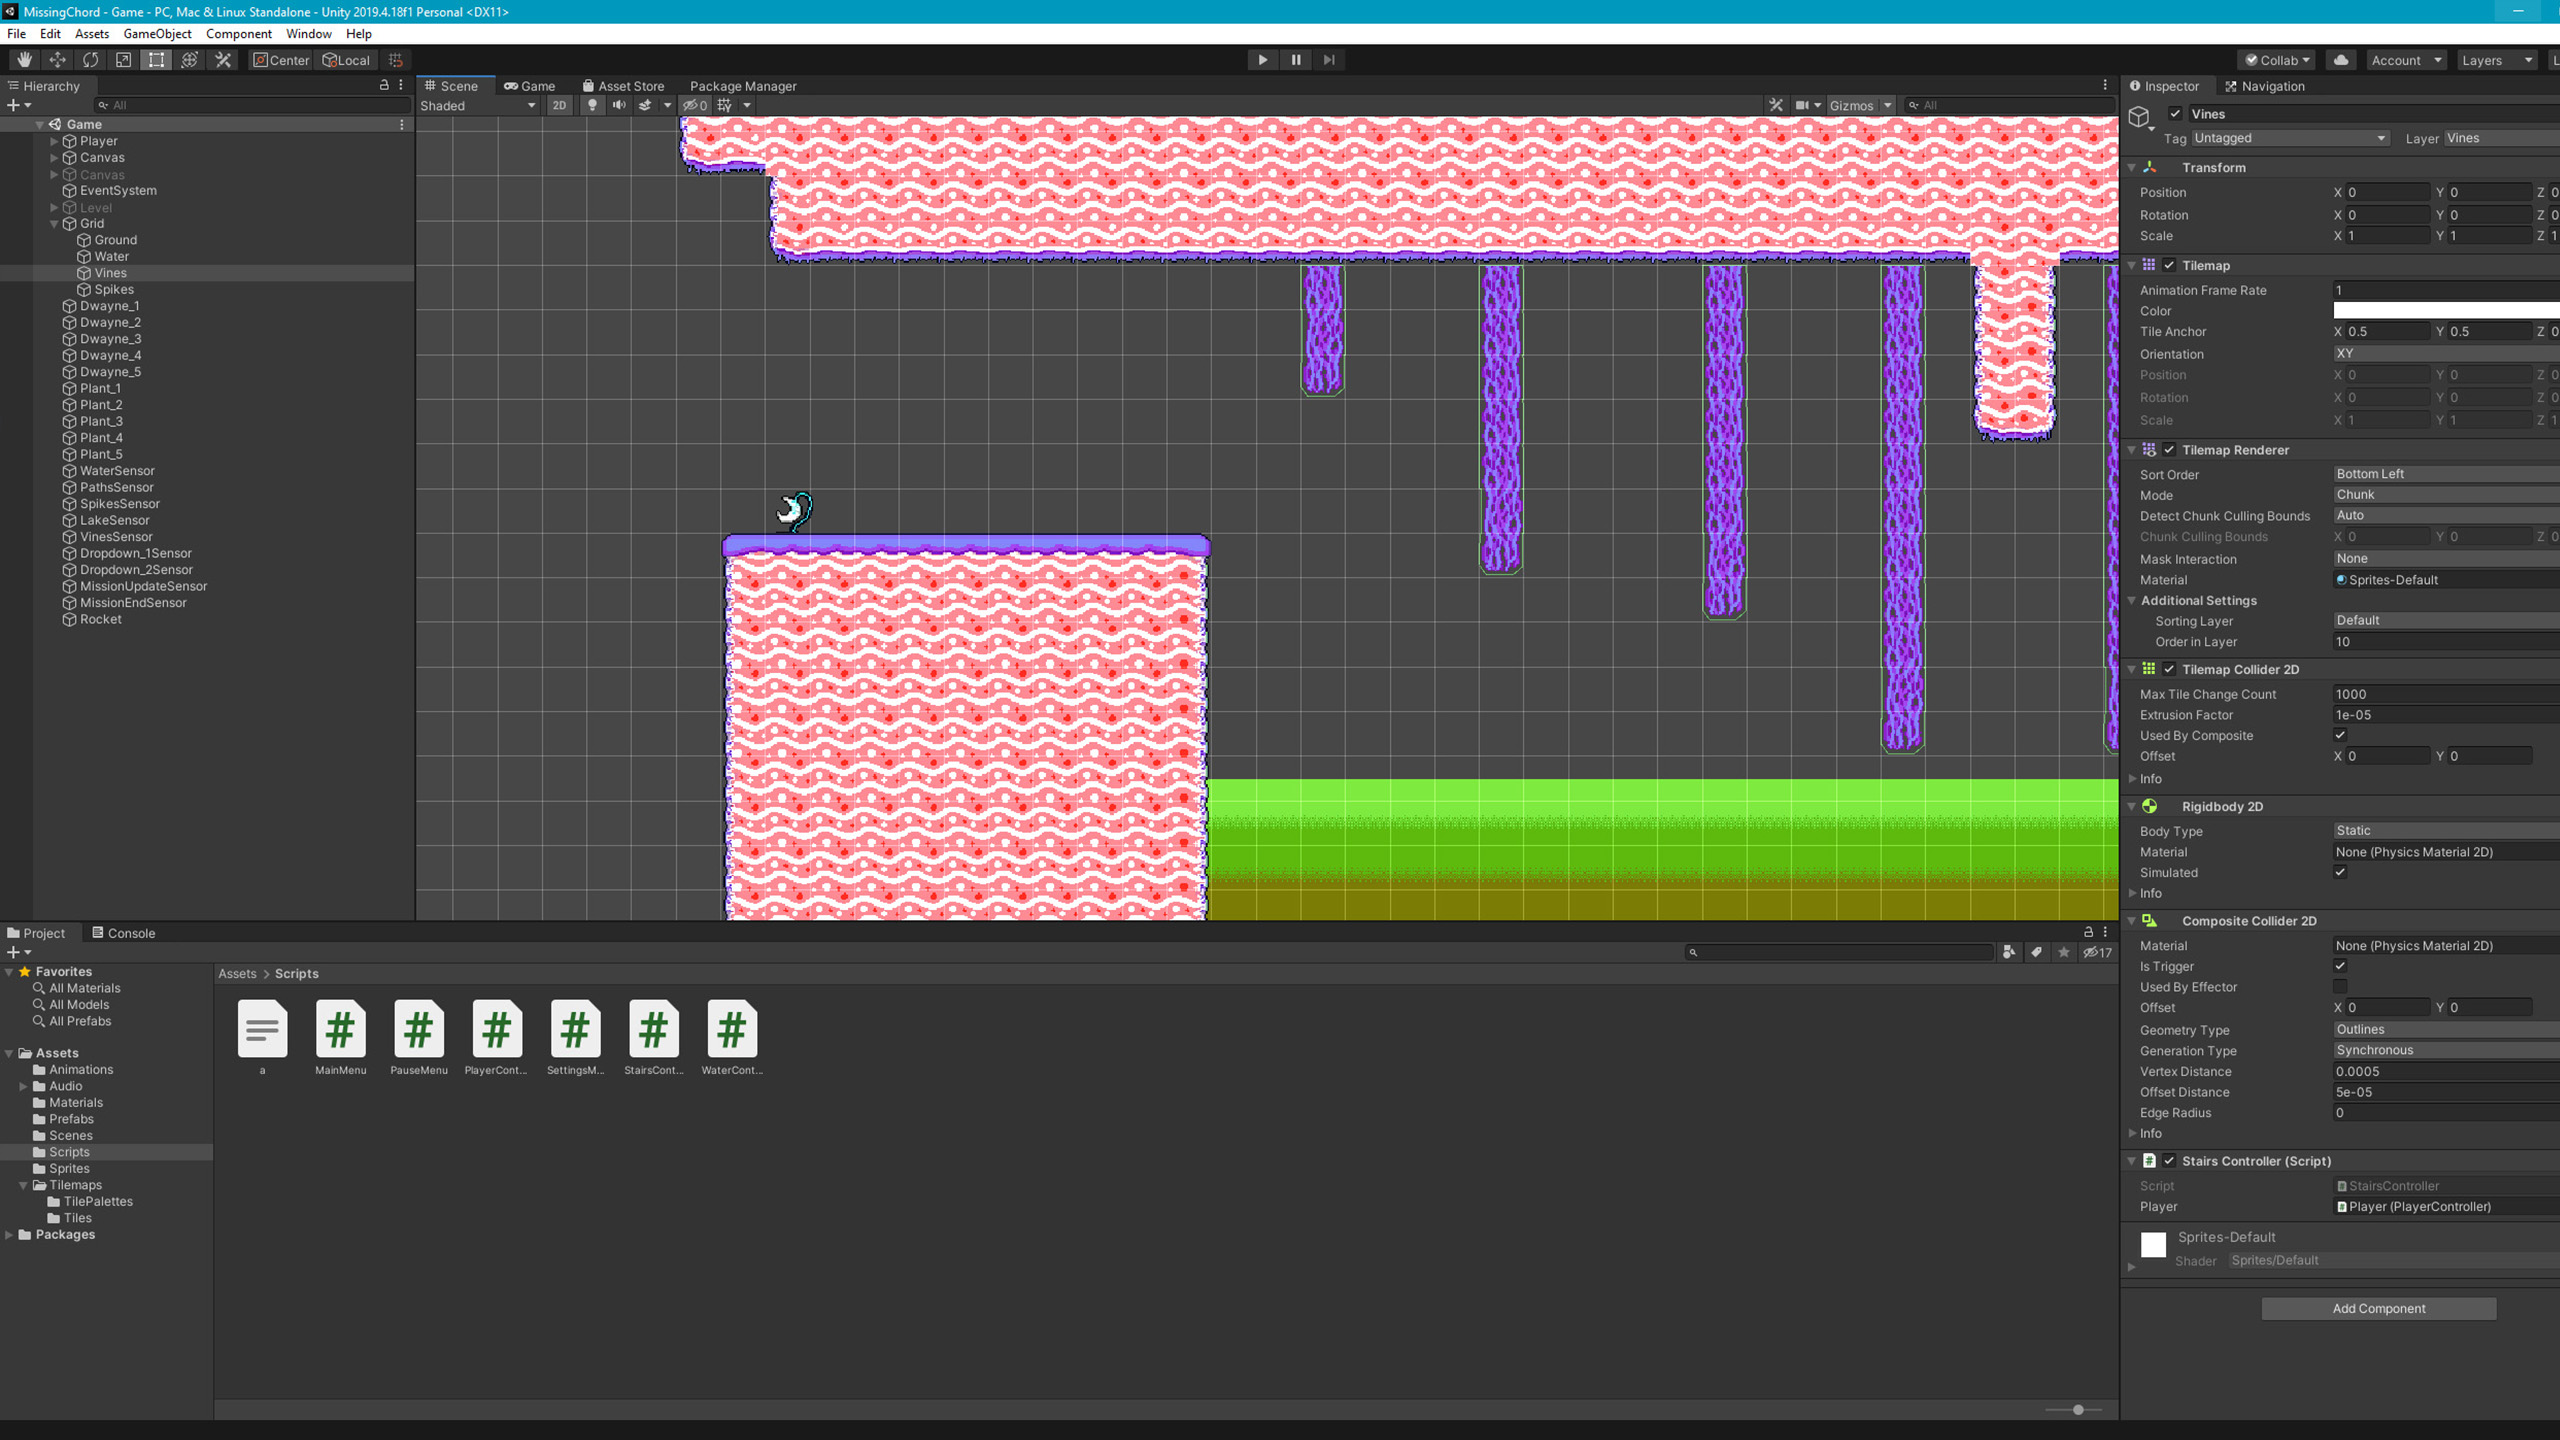 MissingChord - Game - PC, Mac & Linux Standalone - Unity 2019.4.18f1 Personal <DX11>
File Edit Assets GameObject Component Window Help
Center Local
Collab Account Layers
Hierarchy
All
Game
Player
Canvas
Canvas
EventSystem
Level
Grid
Ground
Water
Vines
Spikes
Dwayne_1
Dwayne_2
Dwayne_3
Dwayne_4
Dwayne_5
Plant_1
Plant_2
Plant_3
Plant_4
Plant_5
WaterSensor
PathsSensor
SpikesSensor
LakeSensor
VinesSensor
Dropdown_1Sensor
Dropdown_2Sensor
MissionUpdateSensor
MissionEndSensor
Rocket
Scene Game Asset Store Package Manager
Shaded 2D 0 Gizmos All
Inspector Navigation
Vines
Tag Untagged Layer Vines
Transform
Position X 0 Y 0 Z 0
Rotation X 0 Y 0 Z 0
Scale X 1 Y 1 Z 1
Tilemap
Animation Frame Rate 1
Color
Tile Anchor X 0.5 Y 0.5 Z 0
Orientation XY
Position X 0 Y 0 Z 0
Rotation X 0 Y 0 Z 0
Scale X 1 Y 1 Z 1
Tilemap Renderer
Sort Order Bottom Left
Mode Chunk
Detect Chunk Culling Bounds Auto
Chunk Culling Bounds X 0 Y 0 Z 0
Mask Interaction None
Material Sprites-Default
Additional Settings
Sorting Layer Default
Order in Layer 10
Tilemap Collider 2D
Max Tile Change Count 1000
Extrusion Factor 1e-05
Used By Composite
Offset X 0 Y 0
Info
Rigidbody 2D
Body Type Static
Material None (Physics Material 2D)
Simulated
Info
Composite Collider 2D
Material None (Physics Material 2D)
Is Trigger
Used By Effector
Offset X 0 Y 0
Geometry Type Outlines
Generation Type Synchronous
Vertex Distance 0.0005
Offset Distance 5e-05
Edge Radius 0
Info
Stairs Controller (Script)
Script StairsController
Player Player (PlayerController)
Sprites-Default
Shader Sprites/Default
Add Component
Project Console
17
Favorites
All Materials
All Models
All Prefabs
Assets
Animations
Audio
Materials
Prefabs
Scenes
Scripts
Sprites
Tilemaps
TilePalettes
Tiles
Packages
Assets > Scripts
a MainMenu PauseMenu PlayerCont... SettingsM... StairsCont... WaterCont...